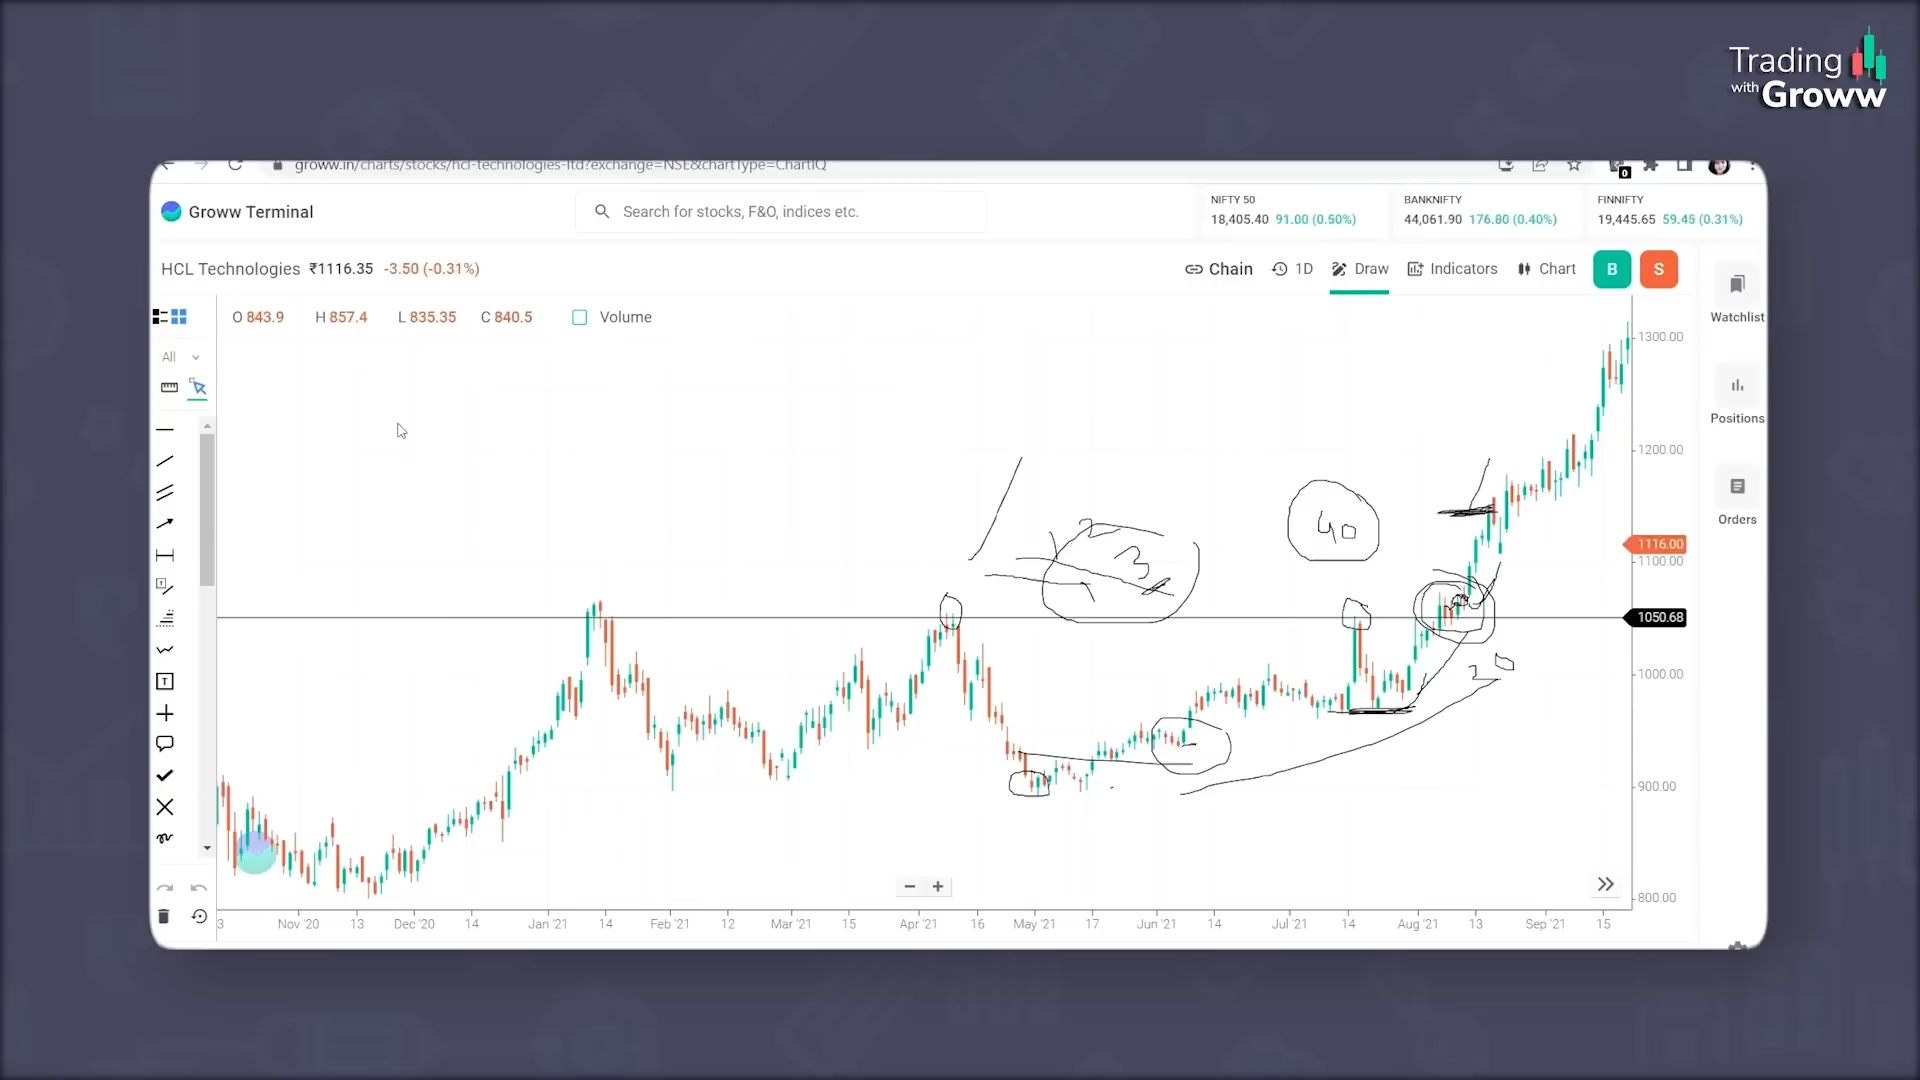 Trading
with Groww
groww.in/charts/stocks/hcl-technologies-ltd?exchange=NSE&chartType=ChartIQ
0
Groww Terminal
Search for stocks, F&O, indices etc.
NIFTY 50
18,405.40 91.00 (0.50%)
BANKNIFTY
44,061.90 176.80 (0.40%)
FINNIFTY
19,445.65 59.45 (0.31%)
HCL Technologies ₹1116.35 -3.50 (-0.31%)
Chain 1D Draw Indicators Chart B S
O 843.9 H 857.4 L 835.35 C 840.5 Volume
Watchlist
Positions
Orders
All
T
1300.00
1200.00
1116.00
1100.00
1050.68
1000.00
900.00
800.00
2
3
40
20
3 Nov '20 13 Dec '20 14 Jan '21 14 Feb '21 12 Mar '21 15 Apr '21 16 May '21 17 Jun '21 14 Jul '21 14 Aug '21 13 Sep '21 15